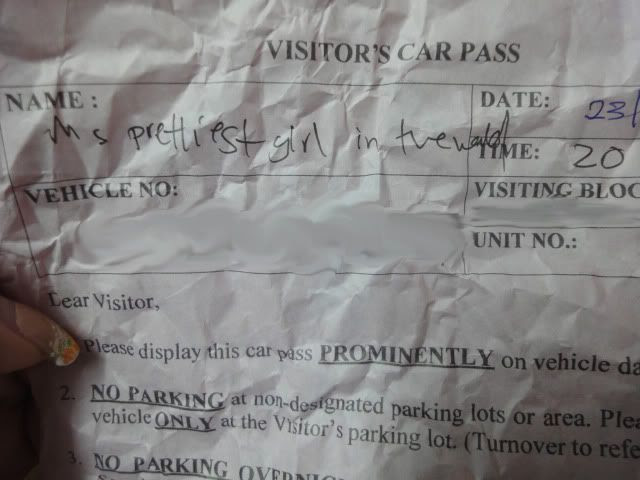 VISITOR'S CAR PASS
NAME :
Ms prettiest girl in the world
DATE: 23/
TIME: 20
VEHICLE NO:
VISITING BLOC
UNIT NO.:
Dear Visitor,
Please display this car pass PROMINENTLY on vehicle da
2. NO PARKING at non-designated parking lots or area. Plea
vehicle ONLY at the Visitor's parking lot. (Turnover to refe
3. NO PARKING OVERNIG